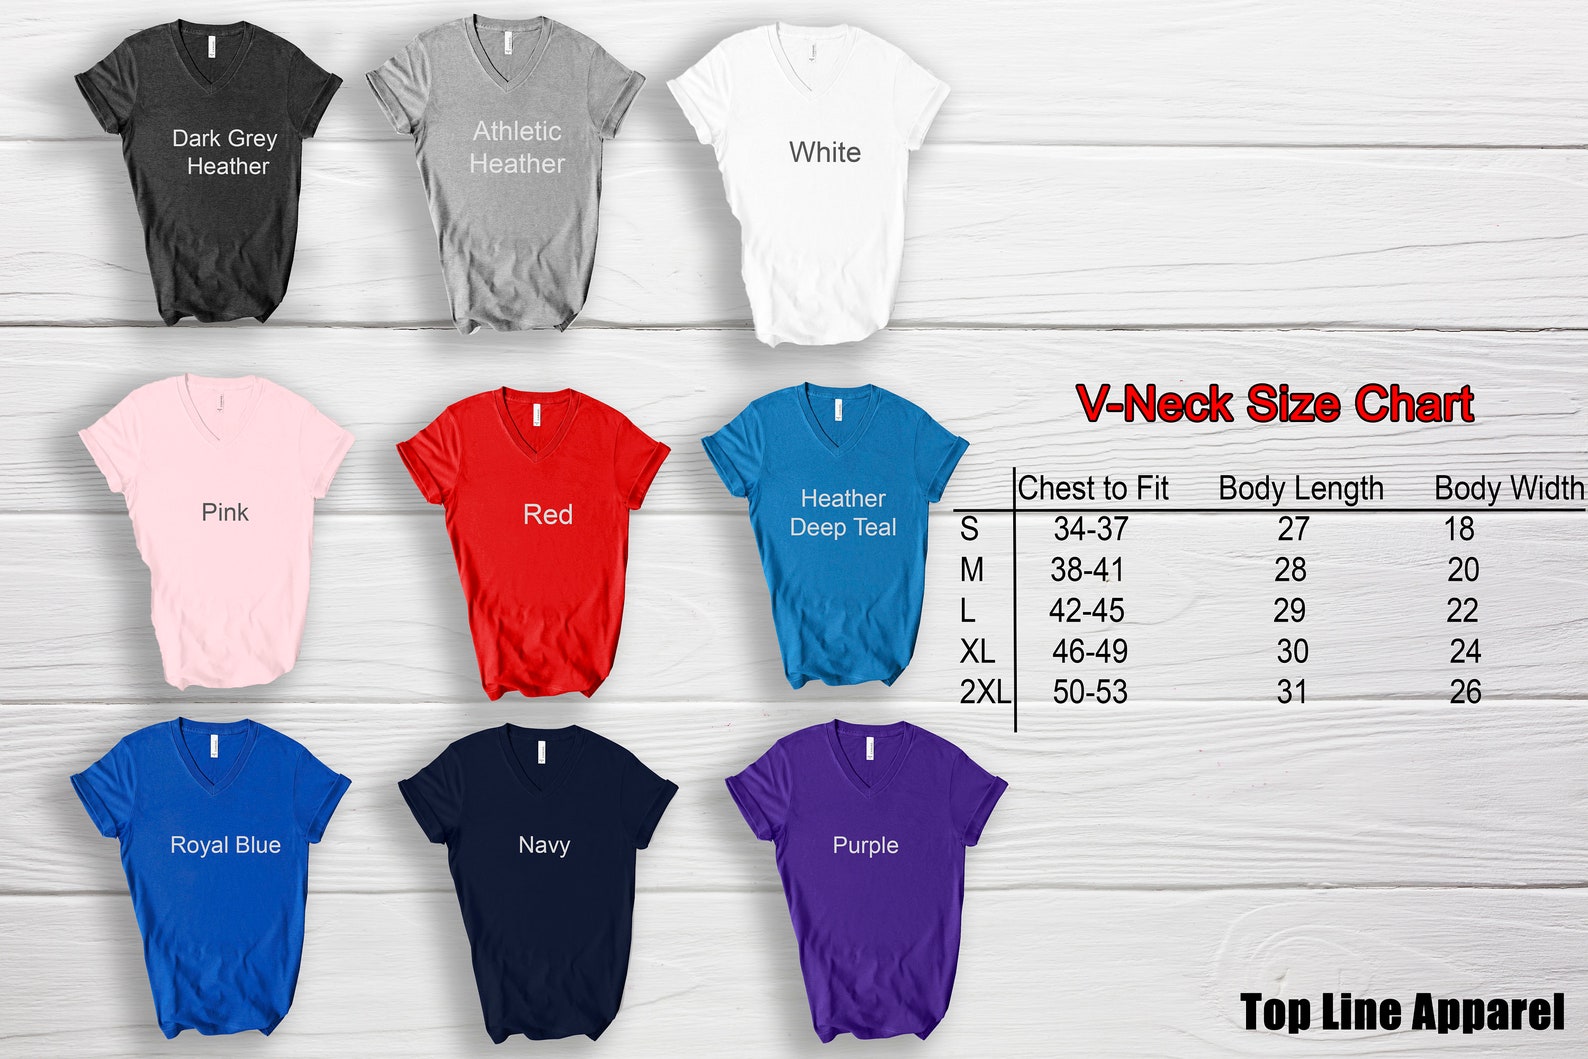 Dark Grey
Heather
Athletic
Heather
White
Pink
Red
Heather
Deep Teal
Royal Blue
Navy
Purple
V-Neck Size Chart
Chest to Fit Body Length Body Width
S 34-37 27 18
M 38-41 28 20
L 42-45 29 22
XL 46-49 30 24
2XL 50-53 31 26
Top Line Apparel